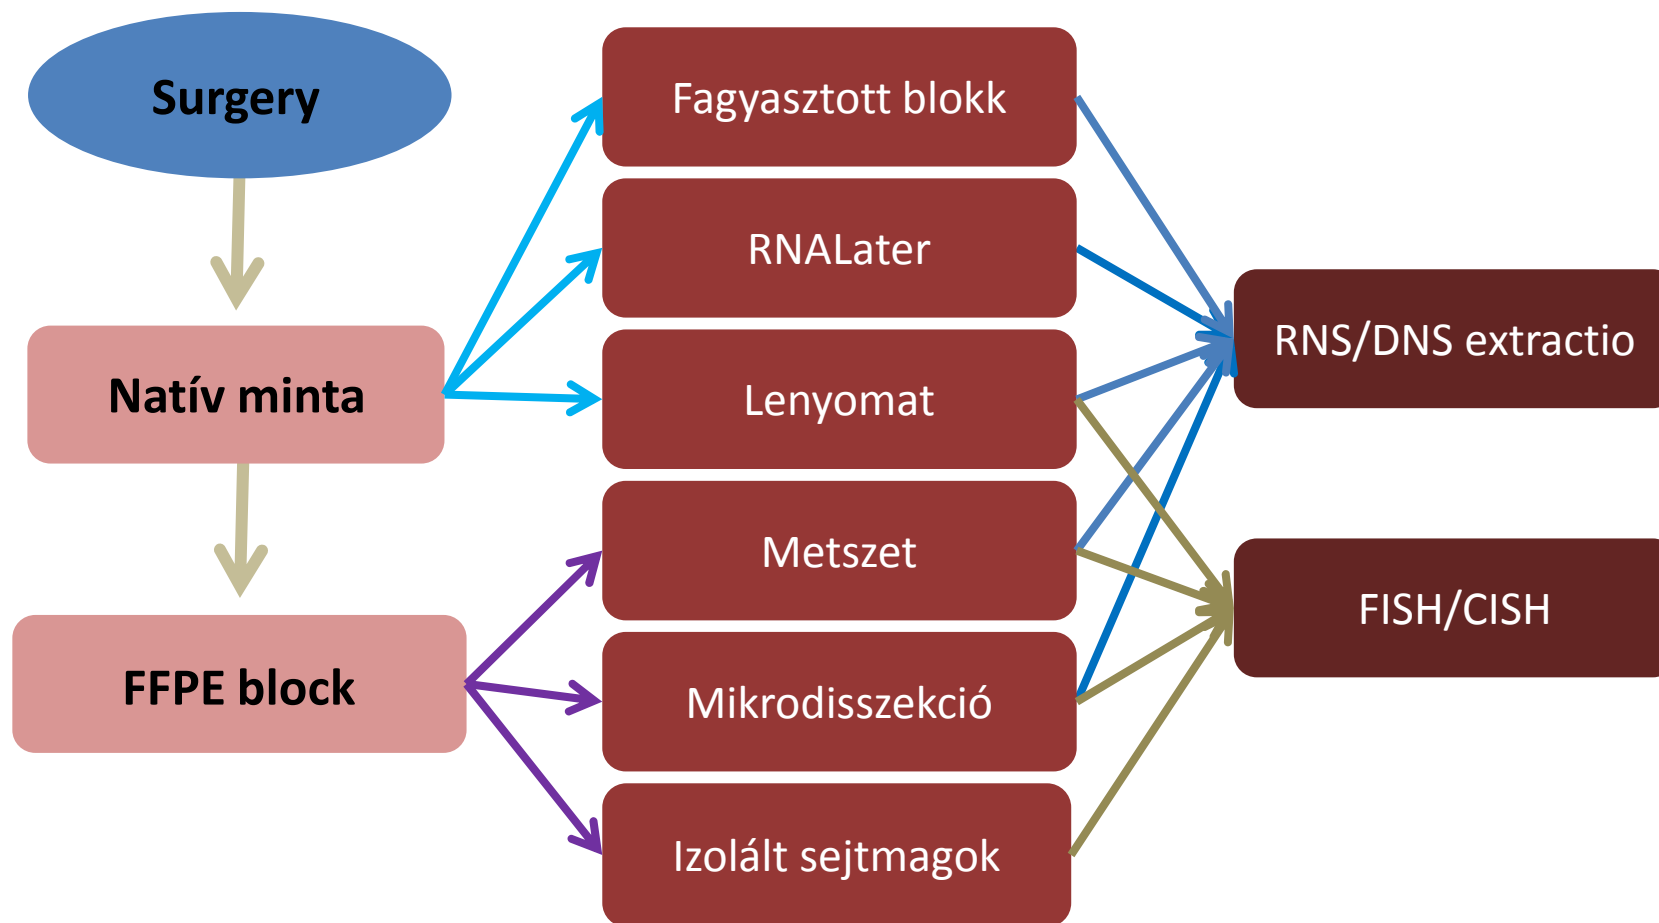 Surgery
Natív minta
FFPE block
Fagyasztott blokk
RNALater
Lenyomat
Metszet
Mikrodisszekció
Izolált sejtmagok
RNS/DNS extractio
FISH/CISH